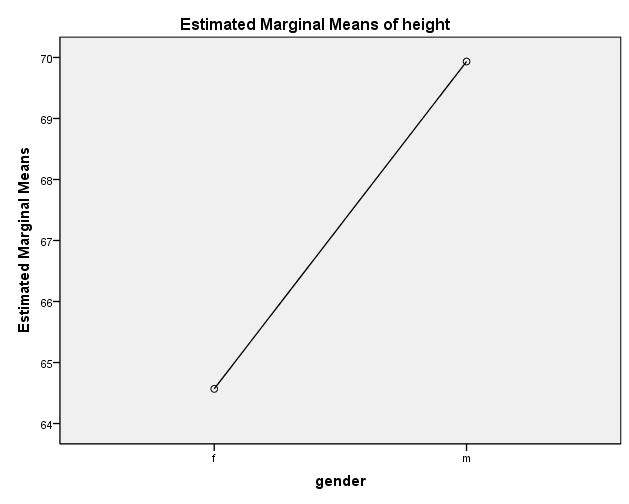 Estimated Marginal Means of height
Estimated Marginal Means
70
69
68
67
66
65
64
f
m
gender